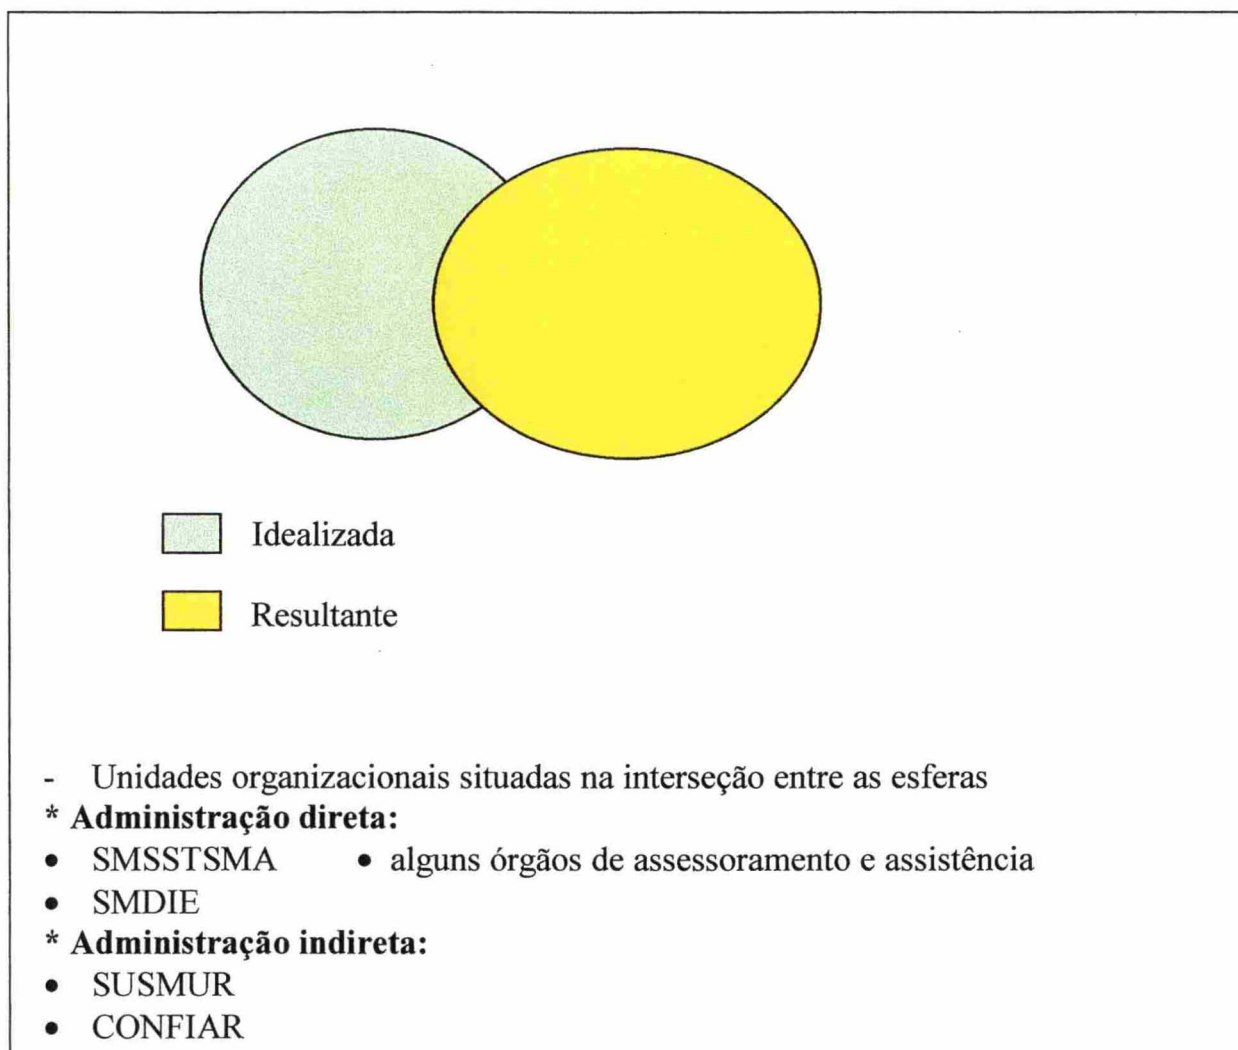 Idealizada
Resultante
- Unidades organizacionais situadas na interseção entre as esferas
* Administração direta:
• SMSSTSMA • alguns órgãos de assessoramento e assistência
• SMDIE
* Administração indireta:
• SUSMUR
• CONFIAR